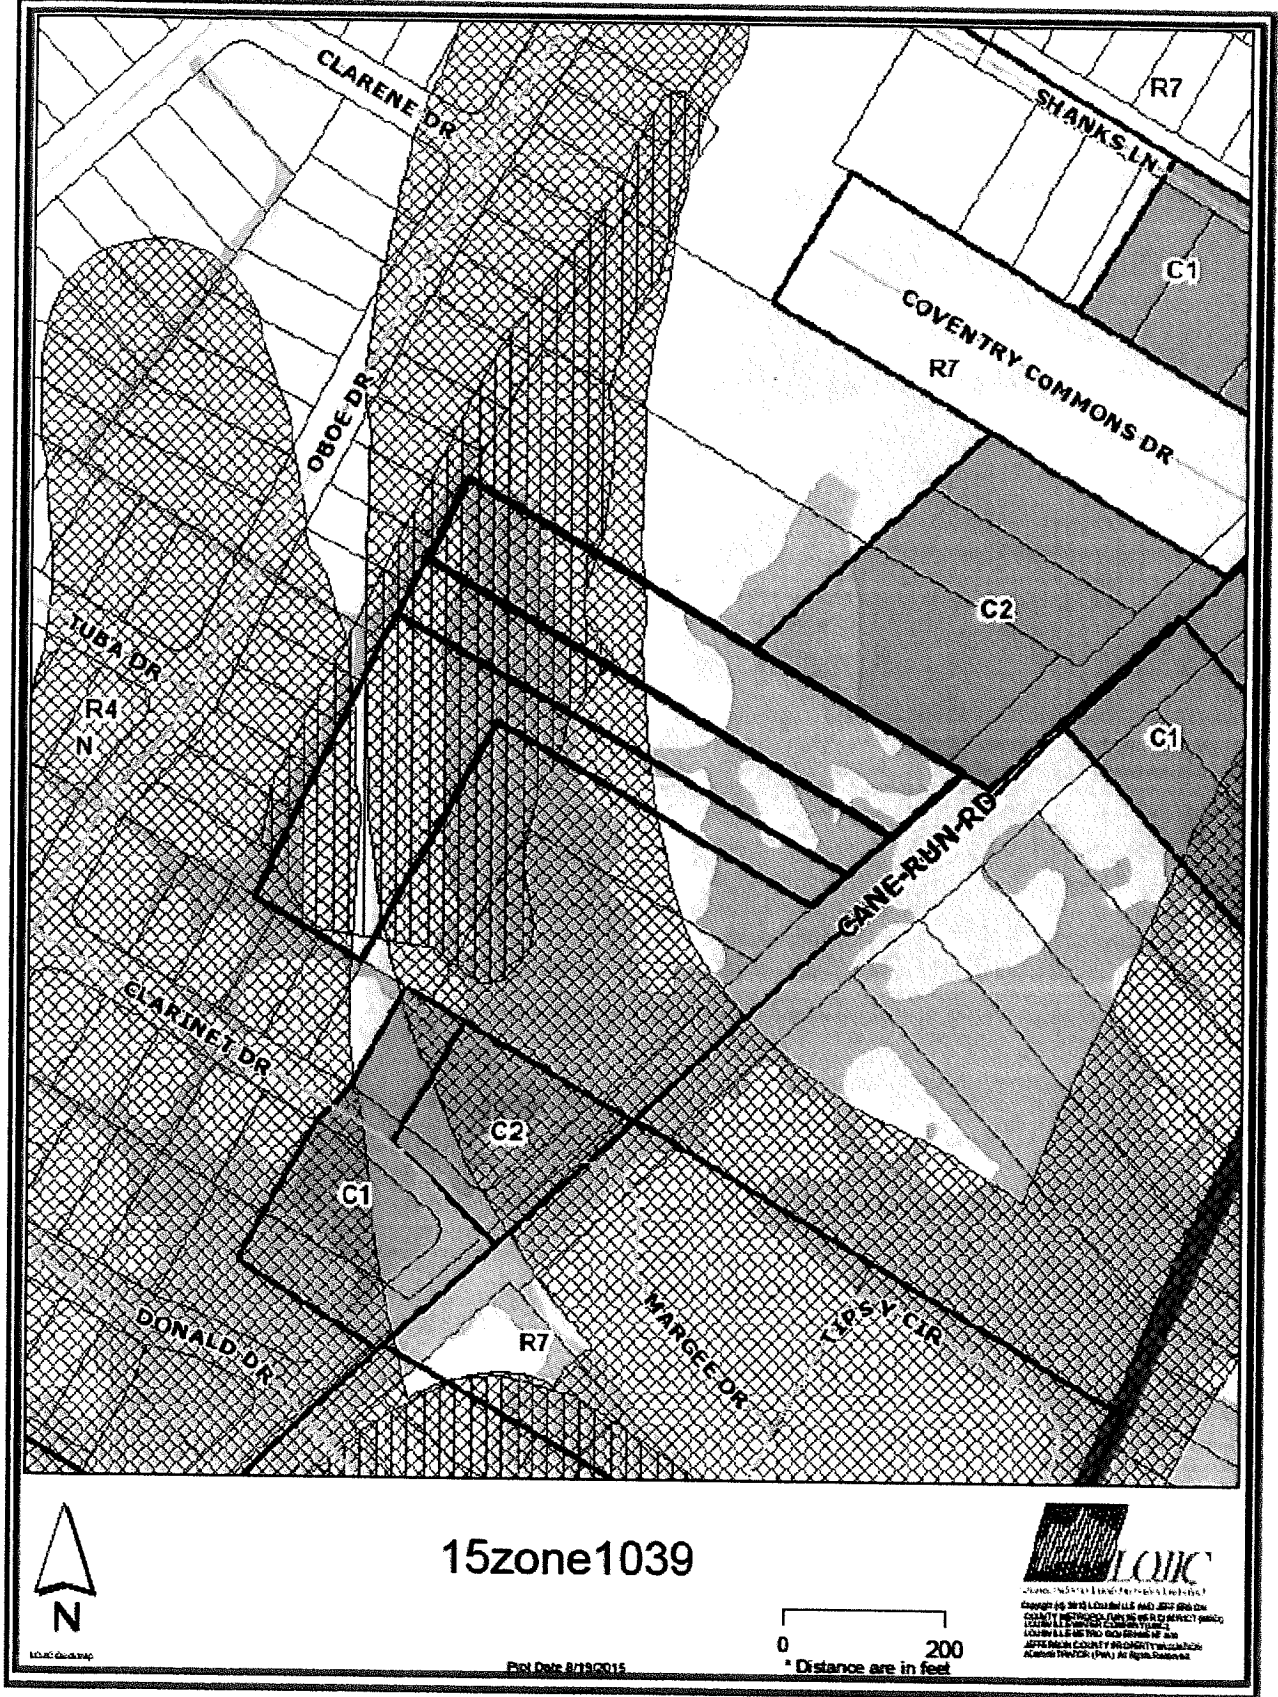 CLARENE DR
SHANKS LN
R7
C1
COVENTRY COMMONS DR
R7
OBOE DR
C2
TUBA DR
R4
N
C1
CANE-RUN-RD
CLARINET DR
C2
C1
MARGEE DR
CIR
R7
DONALD DR
15zone1039
N
LOJIC
0 200
* Distance are in feet
Plot Date 8/19/2015